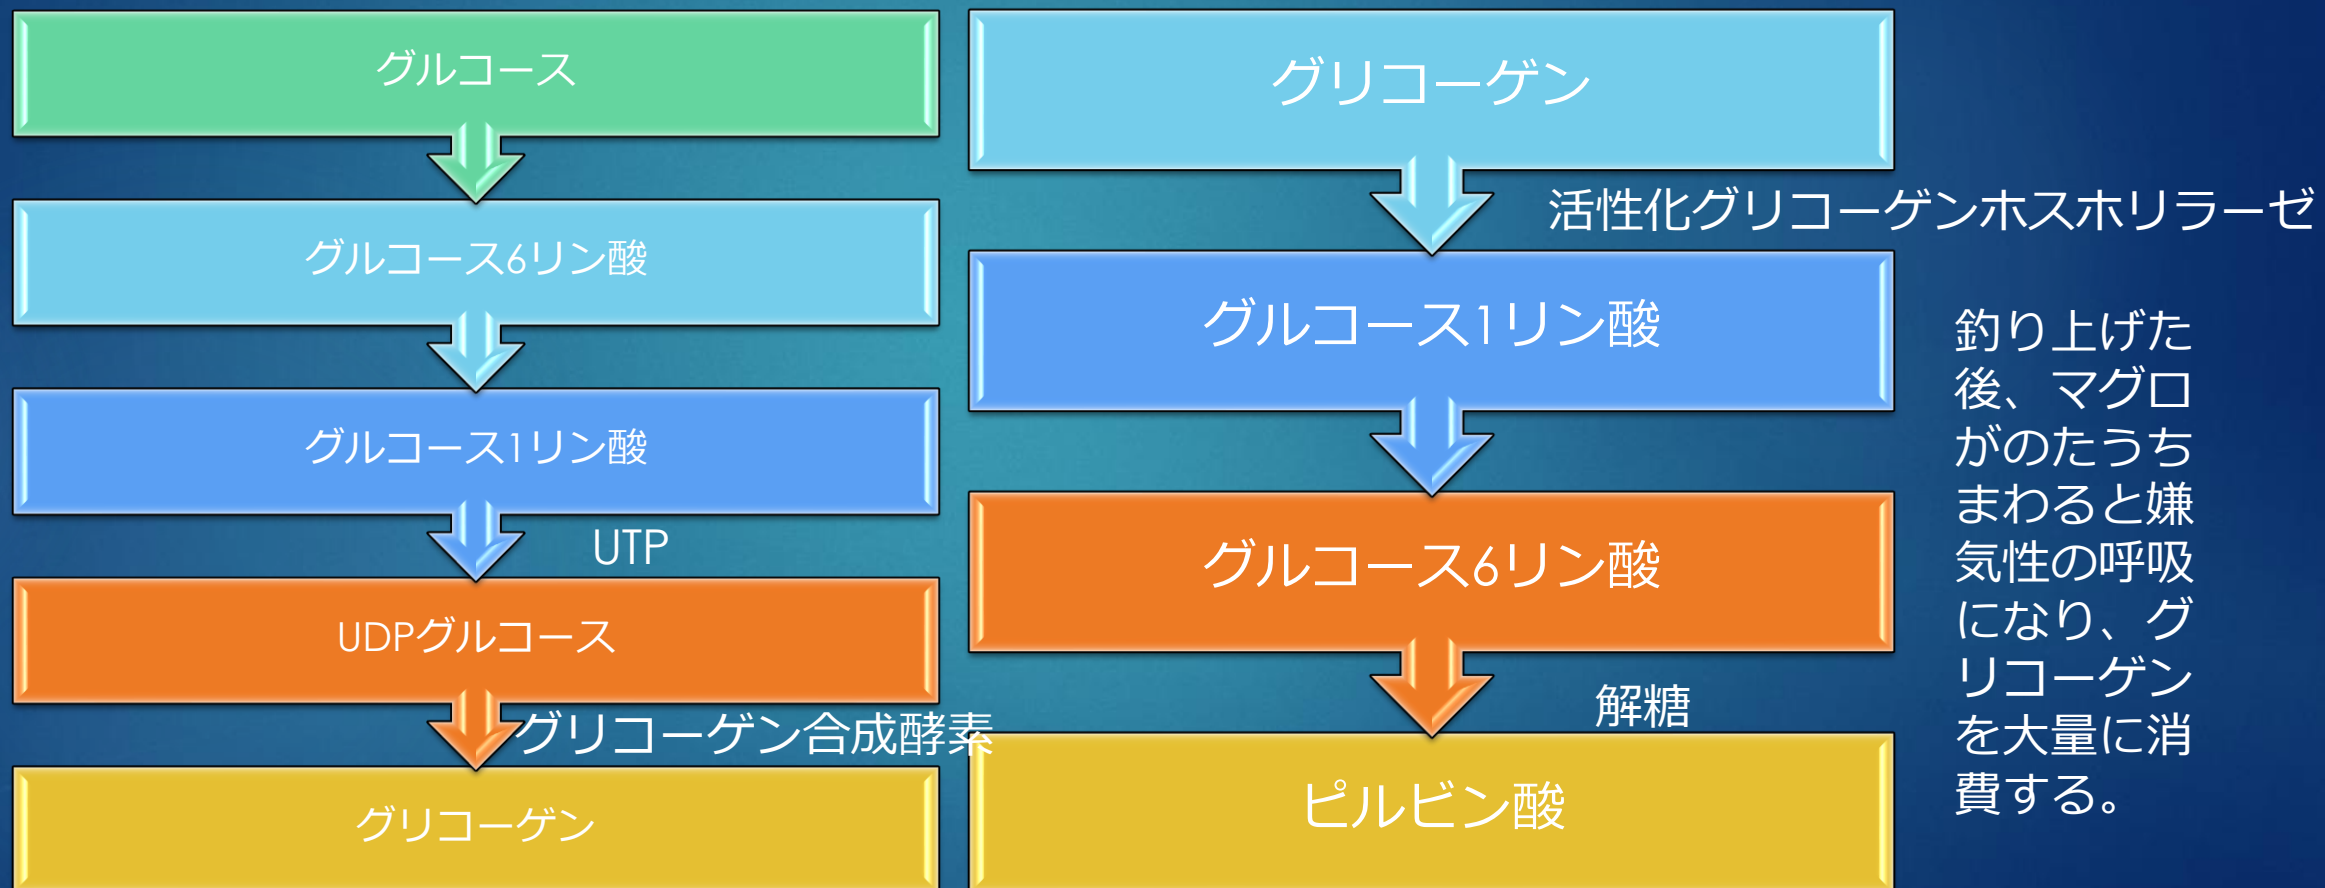 グルコース
グルコース6リン酸
グルコース1リン酸
UTP
UDPグルコース
グリコーゲン合成酵素
グリコーゲン
グリコーゲン
活性化グリコーゲンホスホリラーゼ
グルコース1リン酸
グルコース6リン酸
解糖
ピルビン酸
釣り上げた
後、マグロ
がのたうち
まわると嫌
気性の呼吸
になり、グ
リコーゲン
を大量に消
費する。